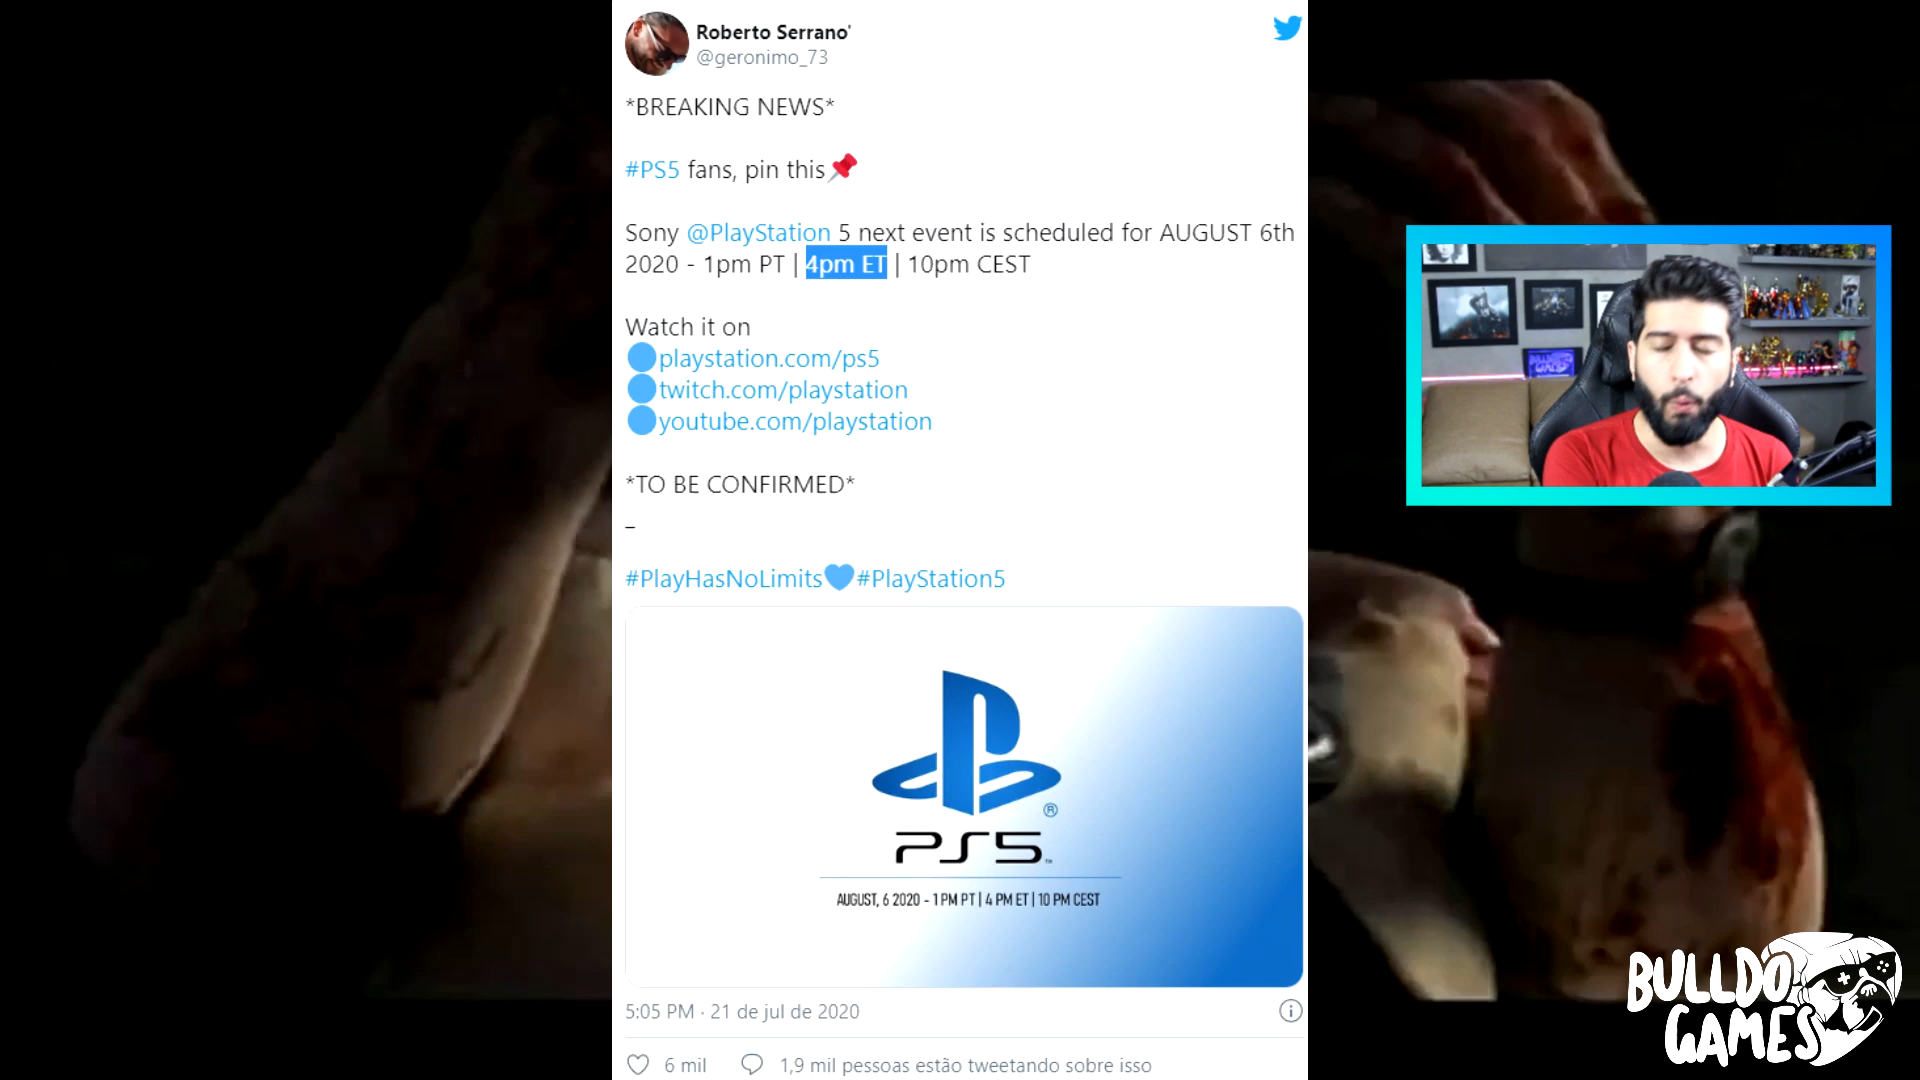 Roberto Serrano'
@geronimo_73
*BREAKING NEWS*
#PS5 fans, pin this📌
Sony @PlayStation 5 next event is scheduled for AUGUST 6th
2020 - 1pm PT | 4pm ET | 10pm CEST
Watch it on
🔵playstation.com/ps5
🔵twitch.com/playstation
🔵youtube.com/playstation
*TO BE CONFIRMED*
_
#PlayHasNoLimits💙#PlayStation5
®
PS5™
AUGUST, 6 2020 - 1 PM PT | 4 PM ET | 10 PM CEST
5:05 PM · 21 de jul de 2020
6 mil
1,9 mil pessoas estão tweetando sobre isso
BULLDOG
GAMES
BULLDO
GAMES